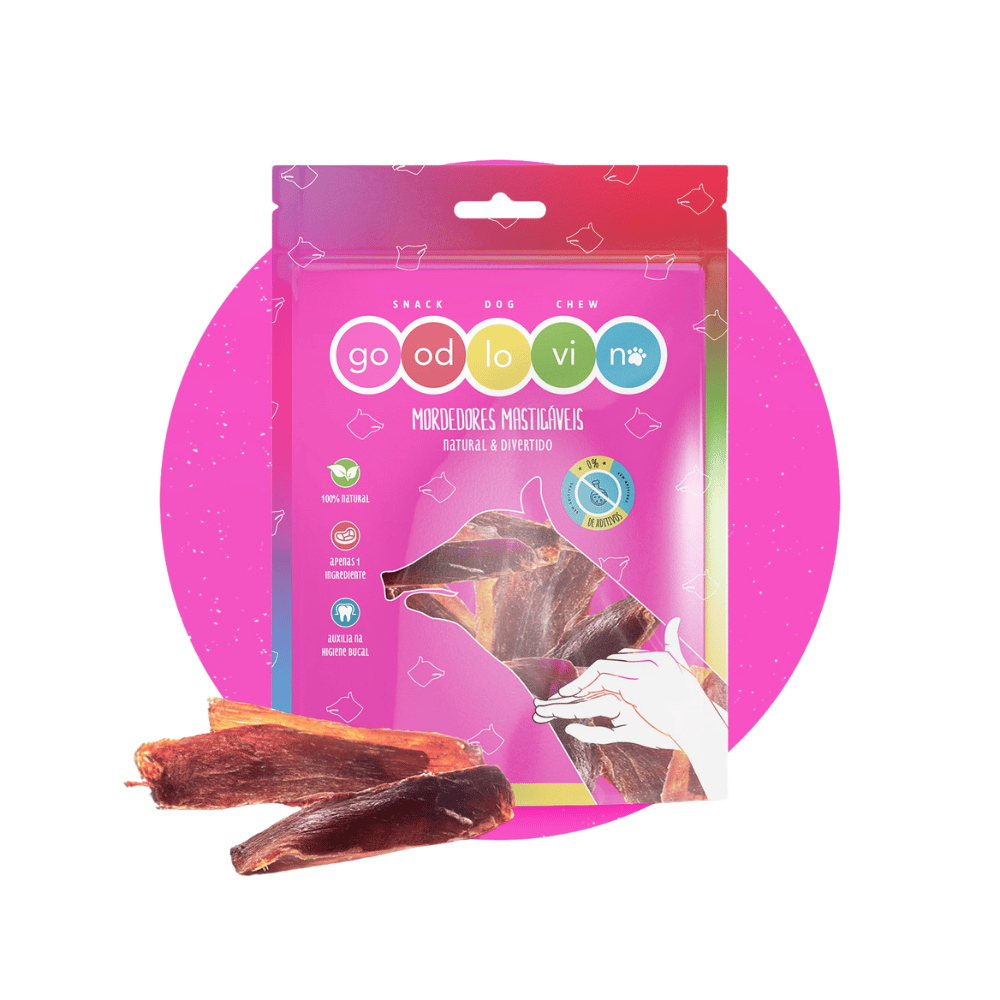 SNACK DOG CHEW
go od lo vi n
MORDEDORES MASTIGÁVEIS
NATURAL & DIVERTIDO
0%
DE ADITIVOS
100% NATURAL
APENAS 1
INGREDIENTE
AUXILIA NA
HIGIENE BUCAL